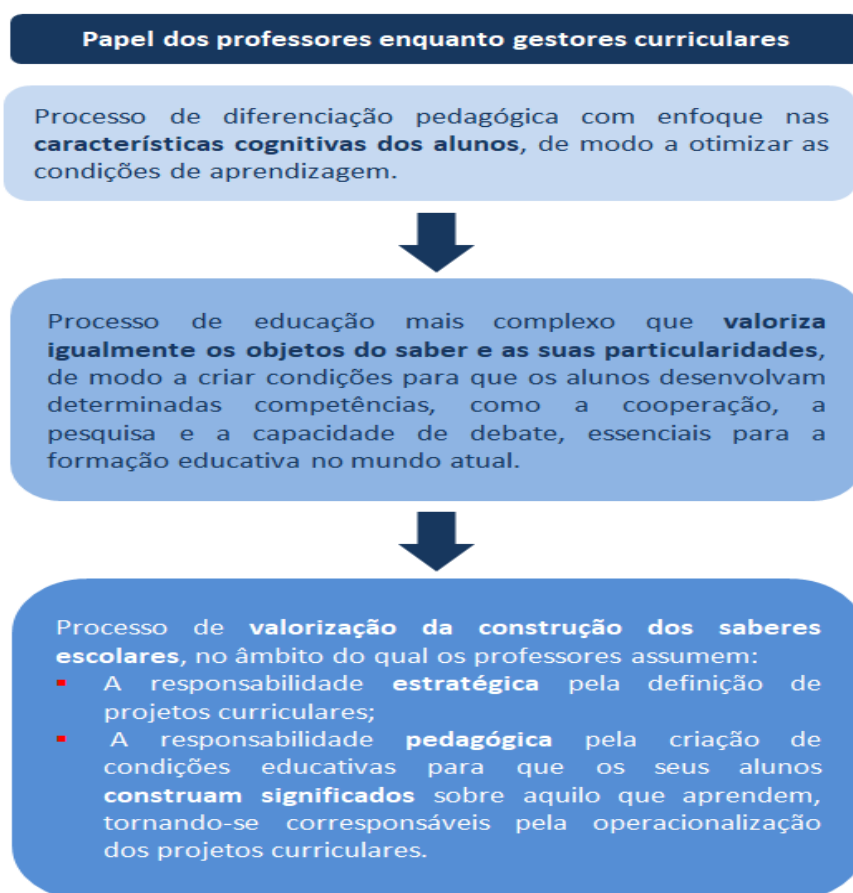 Papel dos professores enquanto gestores curriculares
Processo de diferenciação pedagógica com enfoque nas
características cognitivas dos alunos, de modo a otimizar as
condições de aprendizagem.
Processo de educação mais complexo que valoriza
igualmente os objetos do saber e as suas particularidades,
de modo a criar condições para que os alunos desenvolvam
determinadas competências, como a cooperação, a
pesquisa e a capacidade de debate, essenciais para a
formação educativa no mundo atual.
Processo de valorização da construção dos saberes
escolares, no âmbito do qual os professores assumem:
▪ A responsabilidade estratégica pela definição de
projetos curriculares;
▪ A responsabilidade pedagógica pela criação de
condições educativas para que os seus alunos
construam significados sobre aquilo que aprendem,
tornando-se corresponsáveis pela operacionalização
dos projetos curriculares.